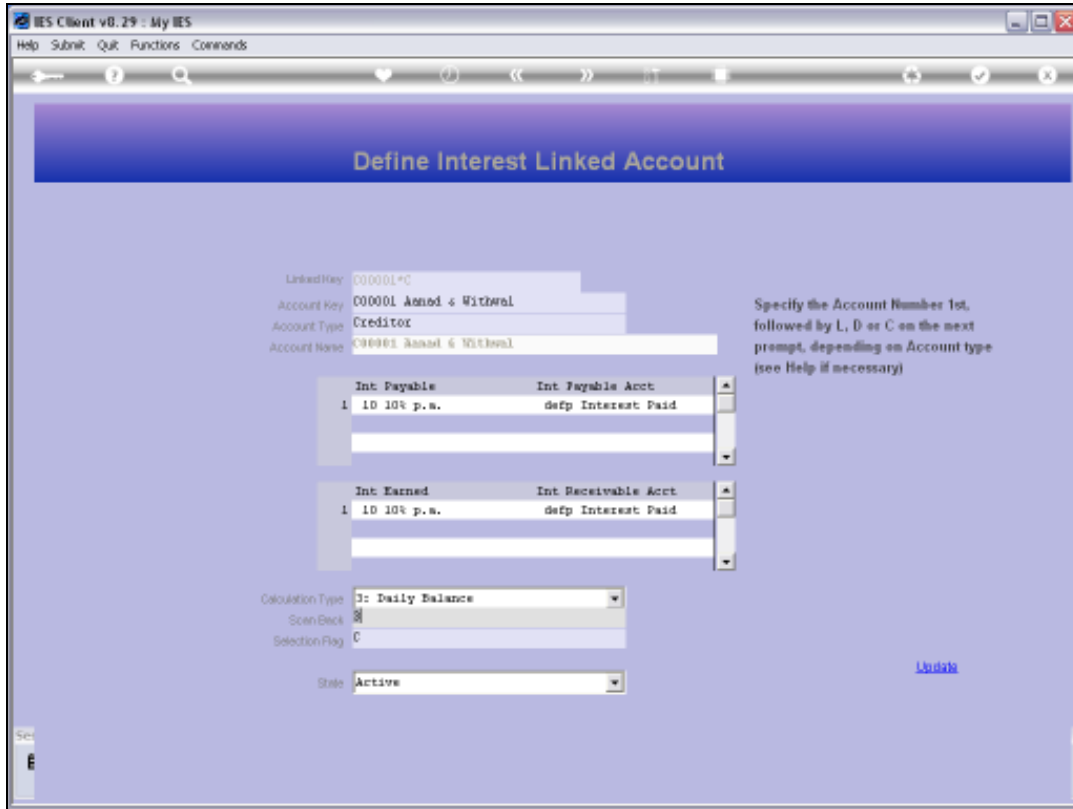 IES Client v8.29 : My IES
Help Submit Quit Functions Commands
Define Interest Linked Account
Linked Key C00001*C
Account Key C00001 Aamad & Withwal
Account Type Creditor
Account Name C00001 Aamad & Withwal
Specify the Account Number 1st,
followed by L, D or C on the next
prompt, depending on Account type
(see Help if necessary)
Int Payable Int Payable Acct
1 10 10% p.a. defp Interest Paid
Int Earned Int Receivable Acct
1 10 10% p.a. defp Interest Paid
Calculation Type 3: Daily Balance
Scan Back
Selection Flag C
Update
State Active